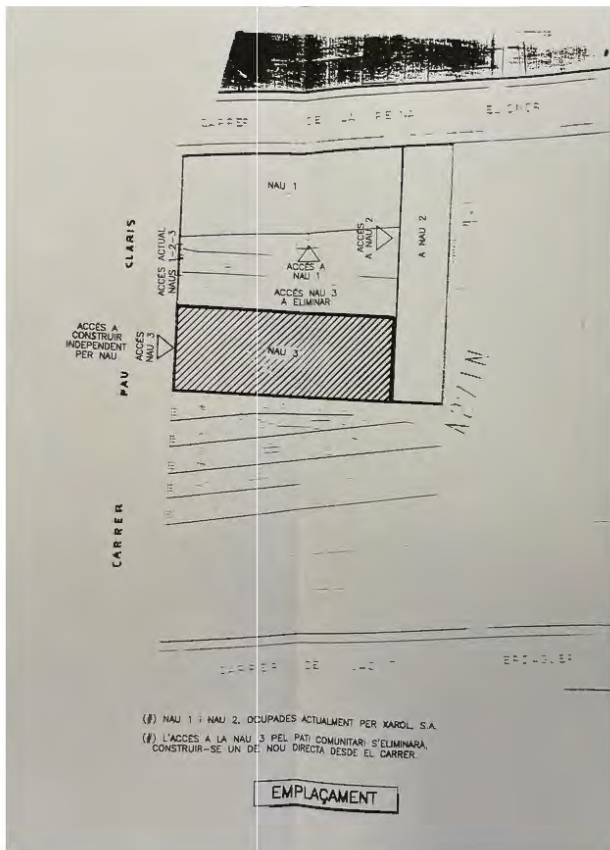 CARRER DE LA REINA ELIONOR
NAU 1
CLARIS
ACCÉS ACTUAL
NAUS 1-2-3
ACCÉS
A NAU 2
A NAU 2
ACCÉS A
NAU 1
ACCÉS NAU 3
A ELIMINAR
ACCÉS A
CONSTRUIR
INDEPENDENT
PER NAU
ACCÉS
NAU 3
NAU 3
PAU
CARRER
CARRER DE
(#) NAU 1 i NAU 2, OCUPADES ACTUALMENT PER XAROL, S.A.
(#) L'ACCÉS A LA NAU 3 PEL PATI COMUNITARI S'ELIMINARÀ,
CONSTRUIR-SE UN DE NOU DIRECTA DESDE EL CARRER.
EMPLAÇAMENT